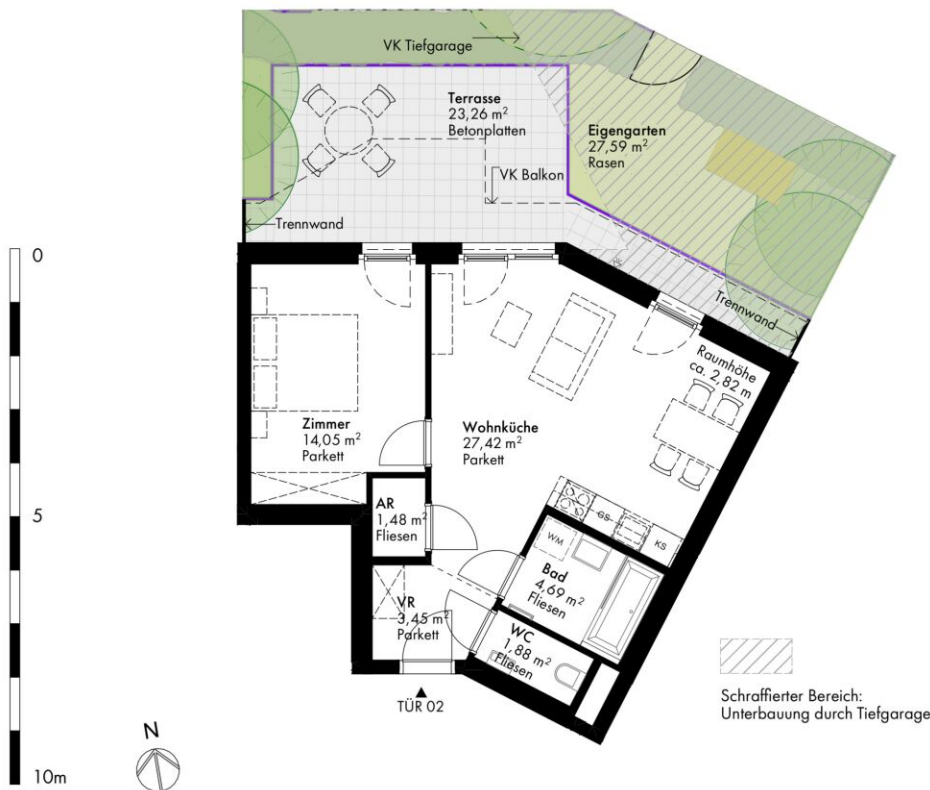 VK Tiefgarage
Terrasse
23,26 m²
Betonplatten
Eigengarten
27,59 m²
Rasen
VK Balkon
Trennwand
Trennwand
Raumhöhe
ca. 2,82 m
Zimmer
14,05 m²
Parkett
Wohnküche
27,42 m²
Parkett
AR
1,48 m²
Fliesen
GS
KS
WM
Bad
4,69 m²
Fliesen
VR
3,45 m²
Parkett
WC
1,88 m²
Fliesen
TÜR 02
Schraffierter Bereich:
Unterbauung durch Tiefgarage
0
5
10m
N